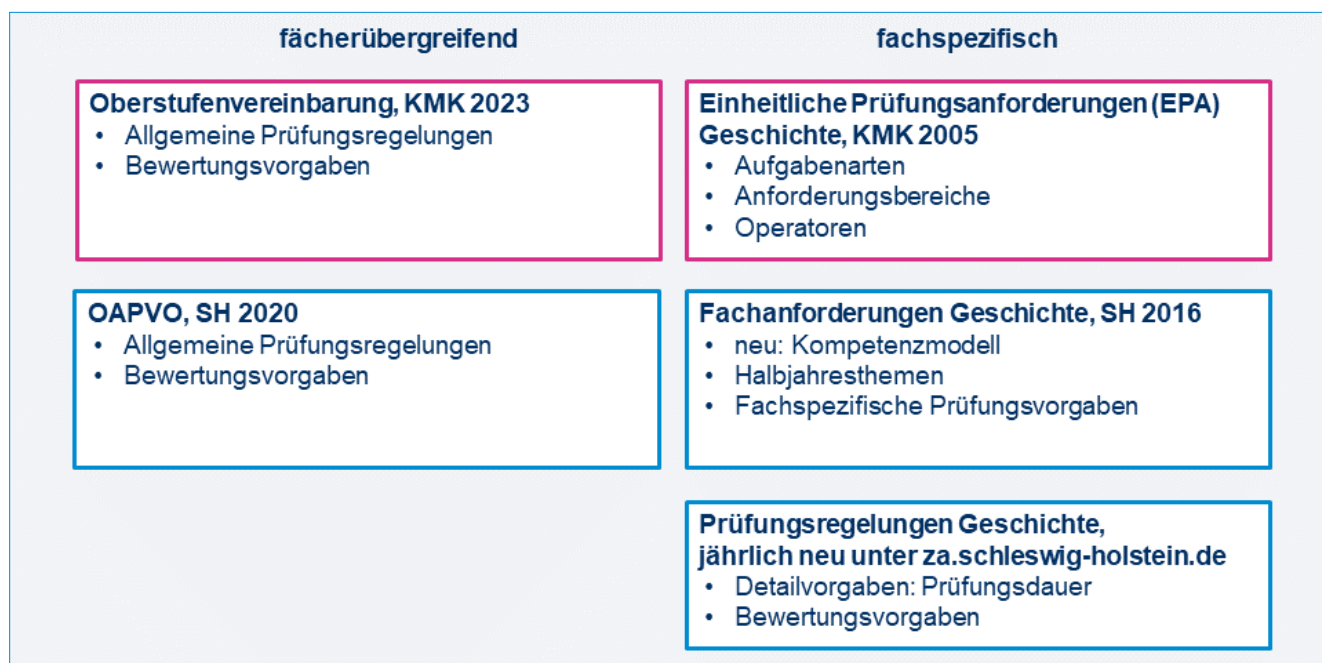 fächerübergreifend
fachspezifisch
Oberstufenvereinbarung, KMK 2023
• Allgemeine Prüfungsregelungen
• Bewertungsvorgaben
Einheitliche Prüfungsanforderungen (EPA)
Geschichte, KMK 2005
• Aufgabenarten
• Anforderungsbereiche
• Operatoren
OAPVO, SH 2020
• Allgemeine Prüfungsregelungen
• Bewertungsvorgaben
Fachanforderungen Geschichte, SH 2016
• neu: Kompetenzmodell
• Halbjahresthemen
• Fachspezifische Prüfungsvorgaben
Prüfungsregelungen Geschichte,
jährlich neu unter za.schleswig-holstein.de
• Detailvorgaben: Prüfungsdauer
• Bewertungsvorgaben